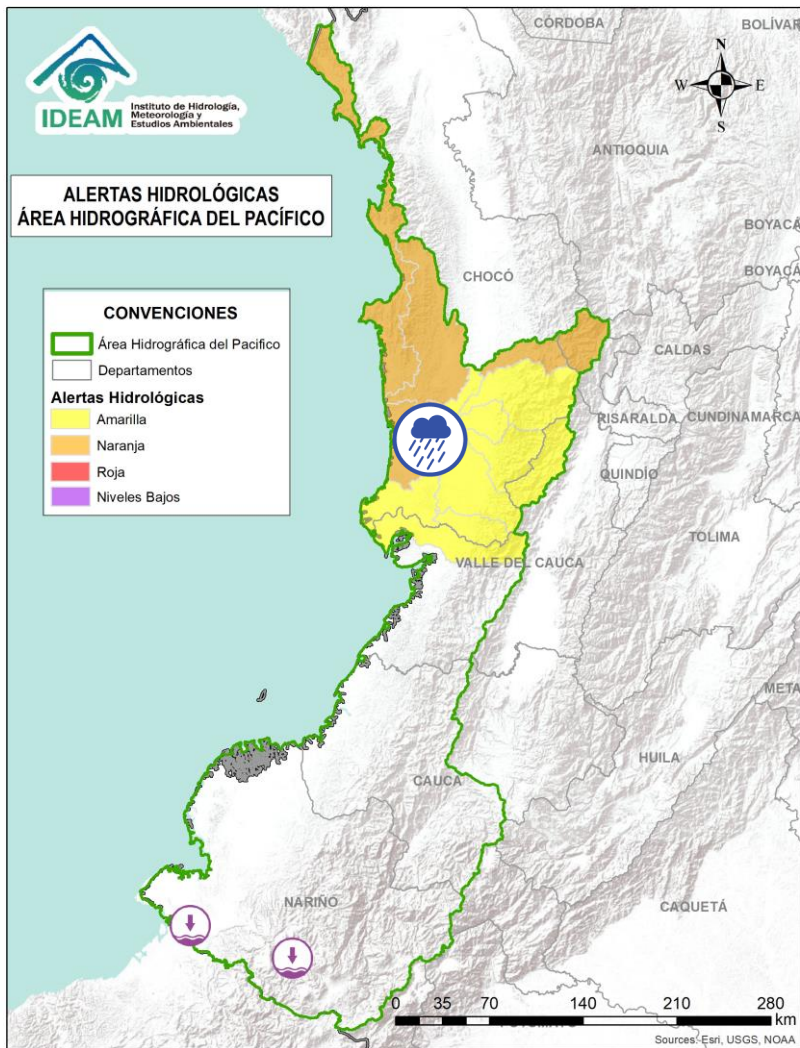 CÓRDOBA
BOLÍVAR
N
W E
S
IDEAM
Instituto de Hidrología,
Meteorología y
Estudios Ambientales
ANTIOQUIA
ALERTAS HIDROLÓGICAS
ÁREA HIDROGRÁFICA DEL PACÍFICO
BOYACÁ
BOYACÁ
CHOCÓ
CONVENCIONES
Área Hidrográfica del Pacifico
Departamentos
Alertas Hidrológicas
Amarilla
Naranja
Roja
Niveles Bajos
CALDAS
RISARALDA
CUNDINAMARCA
QUINDÍO
TOLIMA
VALLE DEL CAUCA
META
HUILA
CAUCA
NARIÑO
CAQUETÁ
0 35 70 140 210 280
km
Sources: Esri, USGS, NOAA